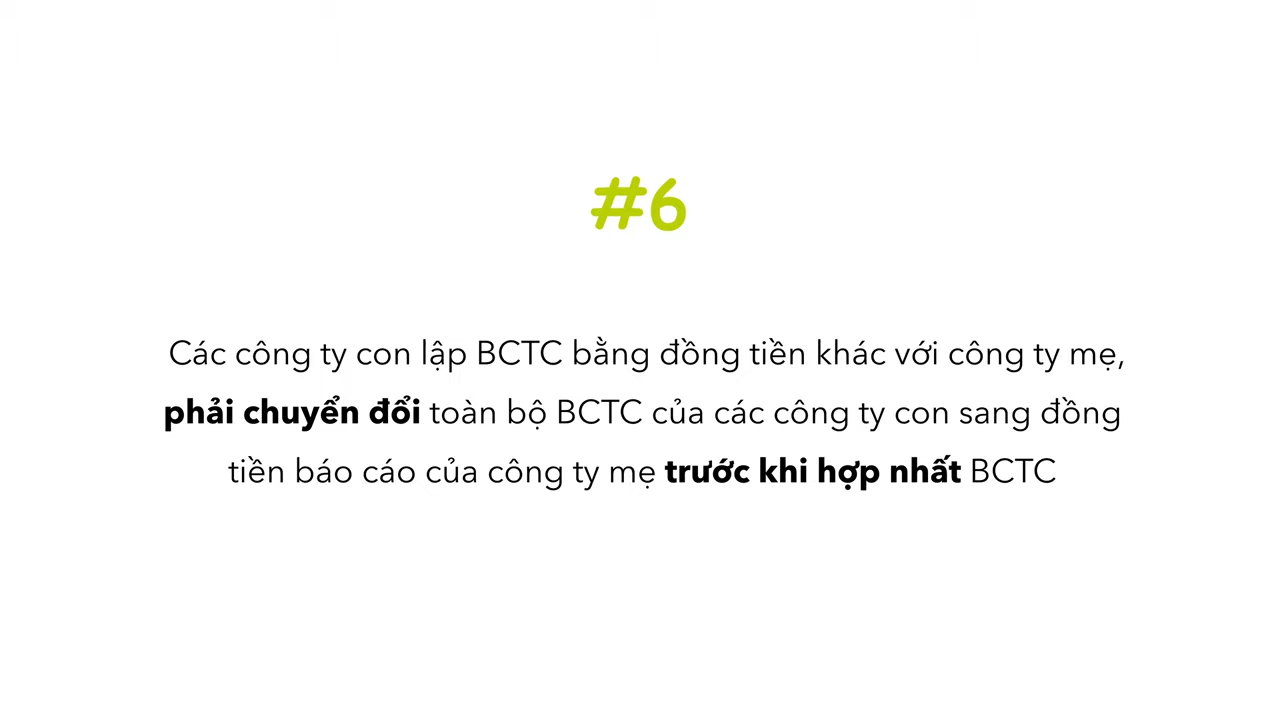 #6
Các công ty con lập BCTC bằng đồng tiền khác với công ty mẹ,
phải chuyển đổi toàn bộ BCTC của các công ty con sang đồng
tiền báo cáo của công ty mẹ trước khi hợp nhất BCTC